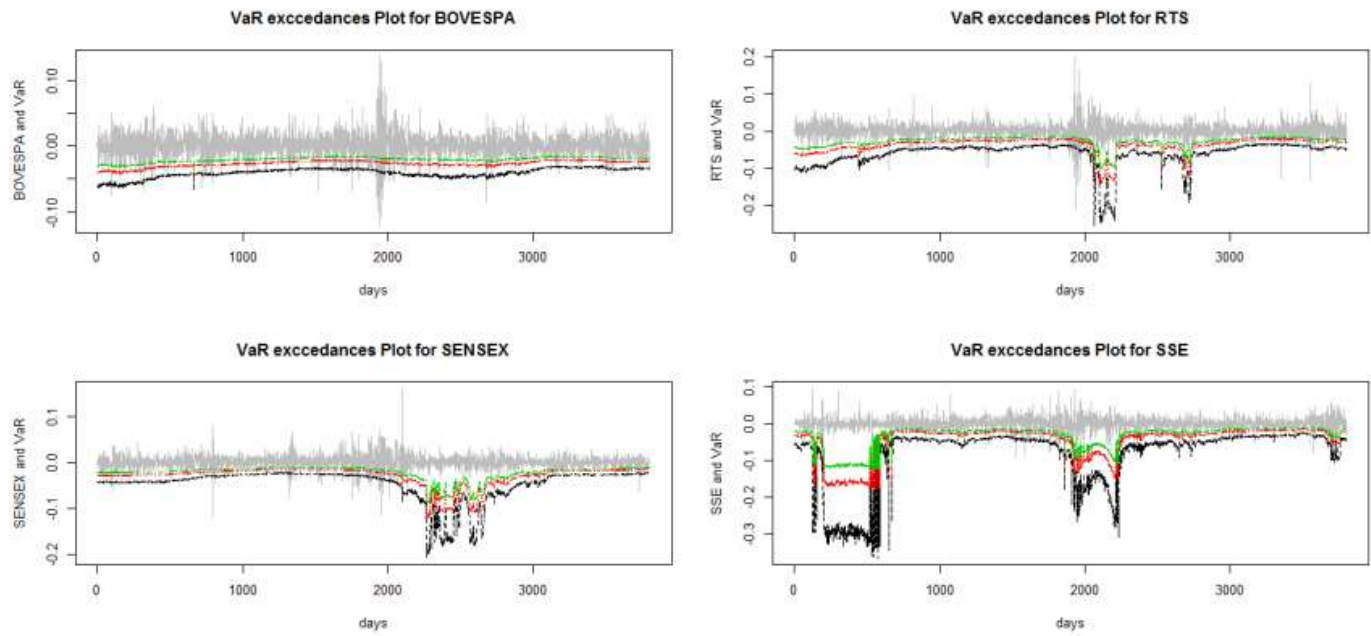 VaR exccedances Plot for BOVESPA
BOVESPA and VaR
0.10
0.00
-0.10
0 1000 2000 3000
days
VaR exccedances Plot for RTS
RTS and VaR
0.2
0.1
0.0
-0.1
-0.2
0 1000 2000 3000
days
VaR exccedances Plot for SENSEX
SENSEX and VaR
0.1
0.0
-0.1
-0.2
0 1000 2000 3000
days
VaR exccedances Plot for SSE
SSE and VaR
0.1
0.0
-0.1
-0.2
-0.3
0 1000 2000 3000
days